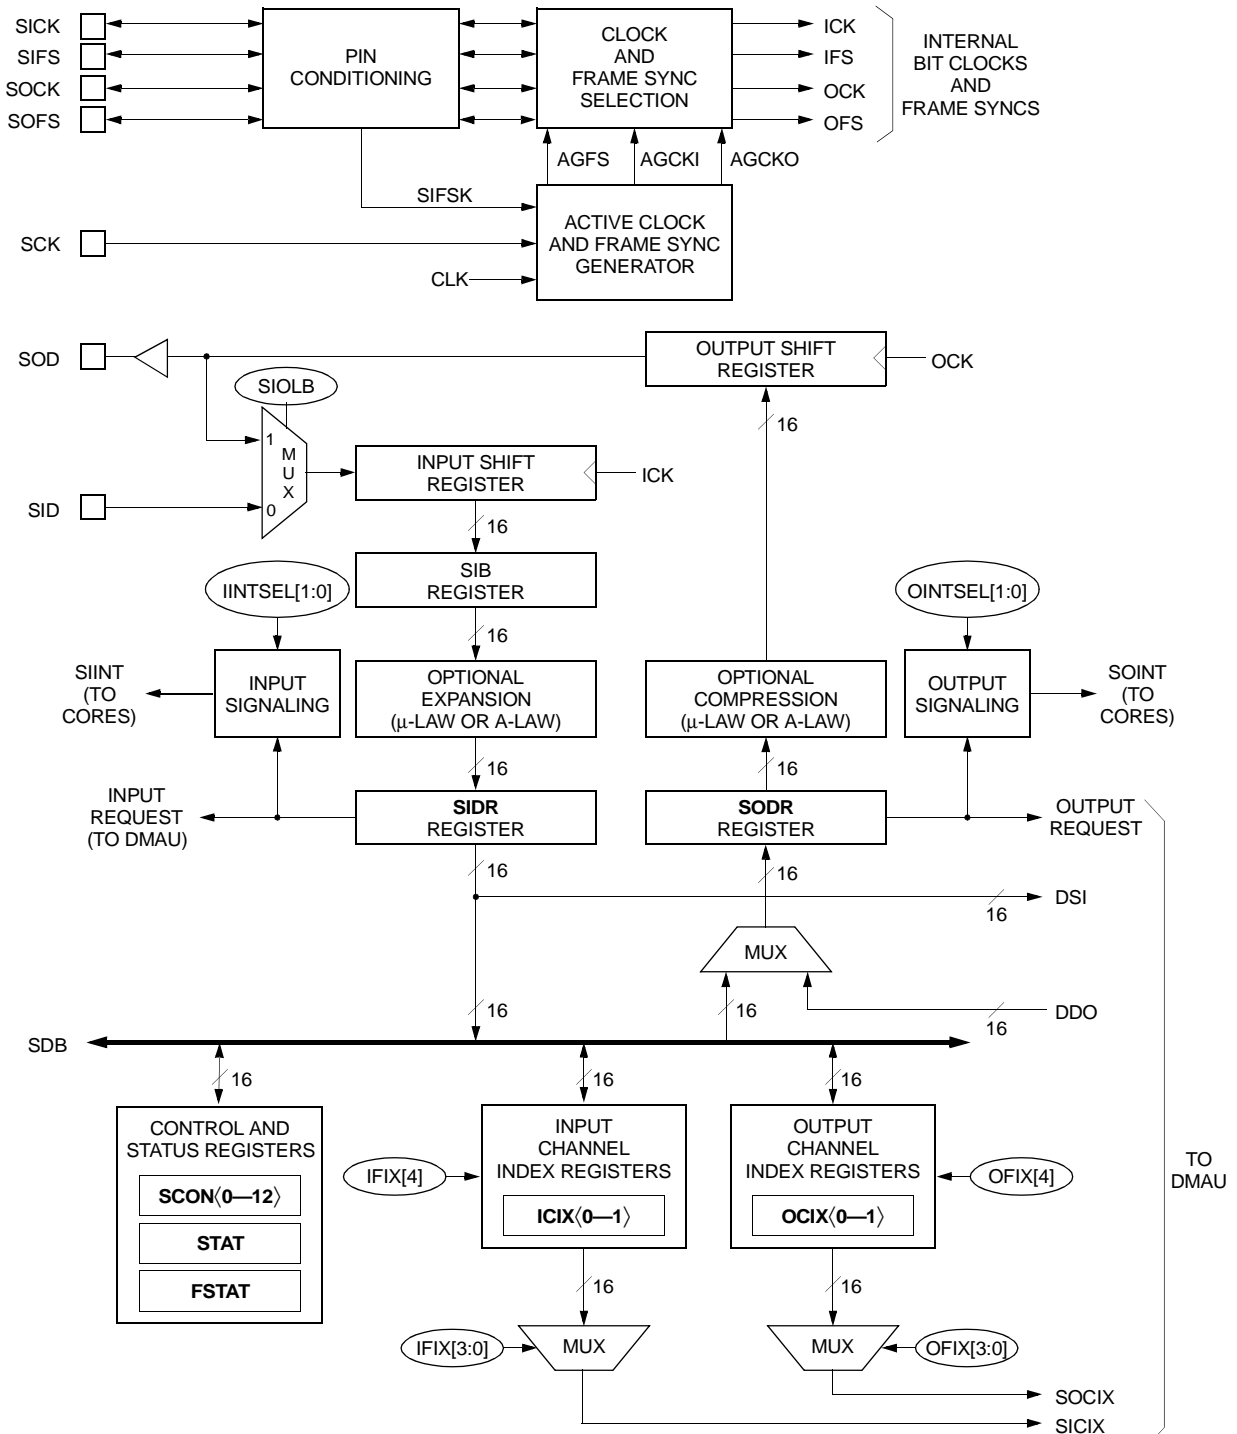 SICK
SIFS
SOCK
SOFS
PIN
CONDITIONING
CLOCK
AND
FRAME SYNC
SELECTION
ICK
IFS
OCK
OFS
INTERNAL
BIT CLOCKS
AND
FRAME SYNCS
AGFS
AGCKI
AGCKO
SIFSK
SCK
CLK
ACTIVE CLOCK
AND FRAME SYNC
GENERATOR
SOD
OUTPUT SHIFT
REGISTER
OCK
SIOLB
16
1
M
U
X
0
INPUT SHIFT
REGISTER
ICK
SID
16
SIB
REGISTER
IINTSEL[1:0]
OINTSEL[1:0]
16
SIINT
(TO
CORES)
INPUT
SIGNALING
OPTIONAL
EXPANSION
(μ-LAW OR A-LAW)
OPTIONAL
COMPRESSION
(μ-LAW OR A-LAW)
OUTPUT
SIGNALING
SOINT
(TO
CORES)
16
16
INPUT
REQUEST
(TO DMAU)
SIDR
REGISTER
SODR
REGISTER
OUTPUT
REQUEST
16
16
DSI
16
MUX
16
16
DDO
16
SDB
16
16
16
CONTROL AND
STATUS REGISTERS
SCON〈0—12〉
STAT
FSTAT
IFIX[4]
INPUT
CHANNEL
INDEX REGISTERS
ICIX〈0—1〉
OUTPUT
CHANNEL
INDEX REGISTERS
OCIX〈0—1〉
OFIX[4]
TO
DMAU
16
16
IFIX[3:0]
MUX
MUX
OFIX[3:0]
SOCIX
SICIX